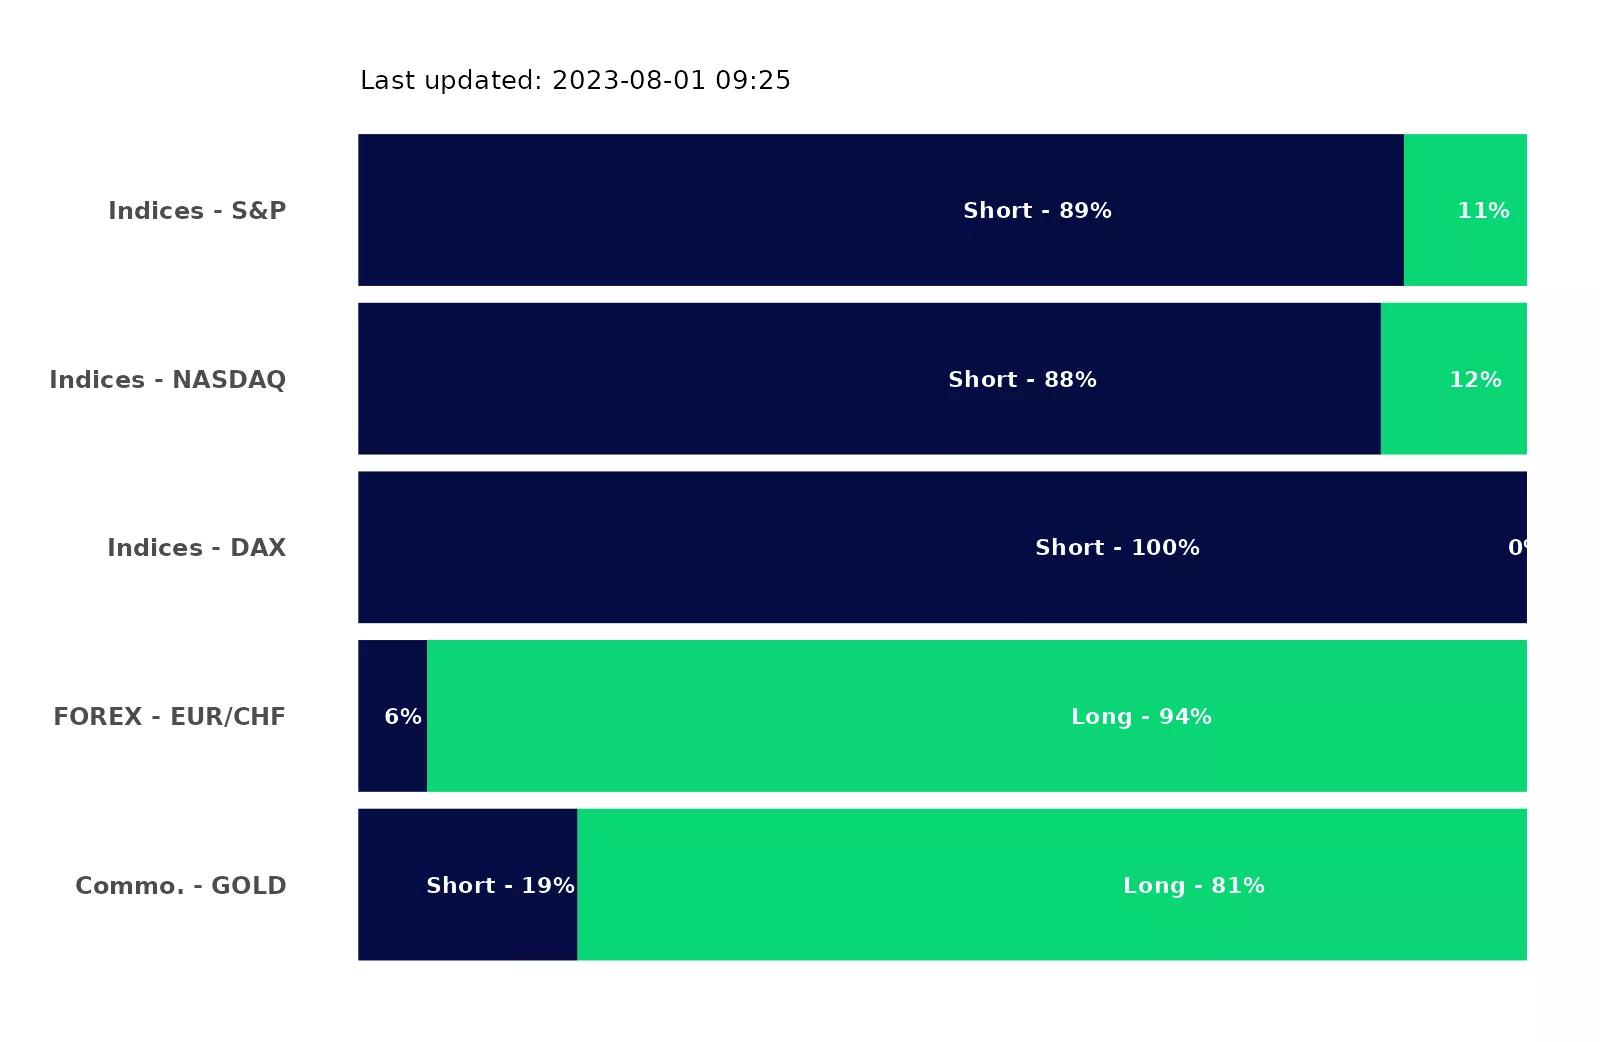 Last updated: 2023-08-01 09:25
Indices - S&P Short - 89% 11%
Indices - NASDAQ Short - 88% 12%
Indices - DAX Short - 100% 0%
FOREX - EUR/CHF 6% Long - 94%
Commo. - GOLD Short - 19% Long - 81%